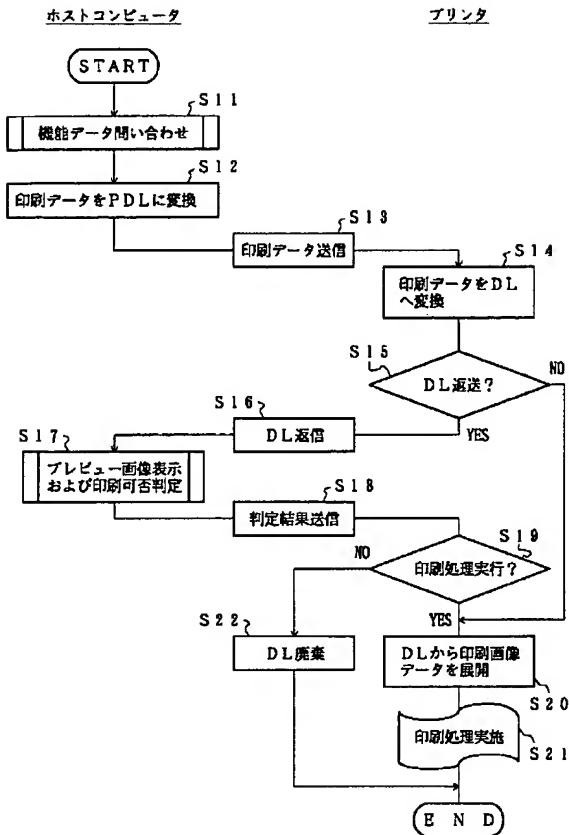 ホストコンピュータ
プリンタ
START
S11
機能データ問い合わせ
S12
印刷データをPDLに変換
S13
印刷データ送信
S14
印刷データをDL
へ変換
S15
DL返送?
NO
YES
S16
DL返信
S17
プレビュー画像表示
および印刷可否判定
S18
判定結果送信
S19
印刷処理実行?
NO
YES
S22
DL廃棄
DLから印刷画像
データを展開
S20
印刷処理実施
S21
END